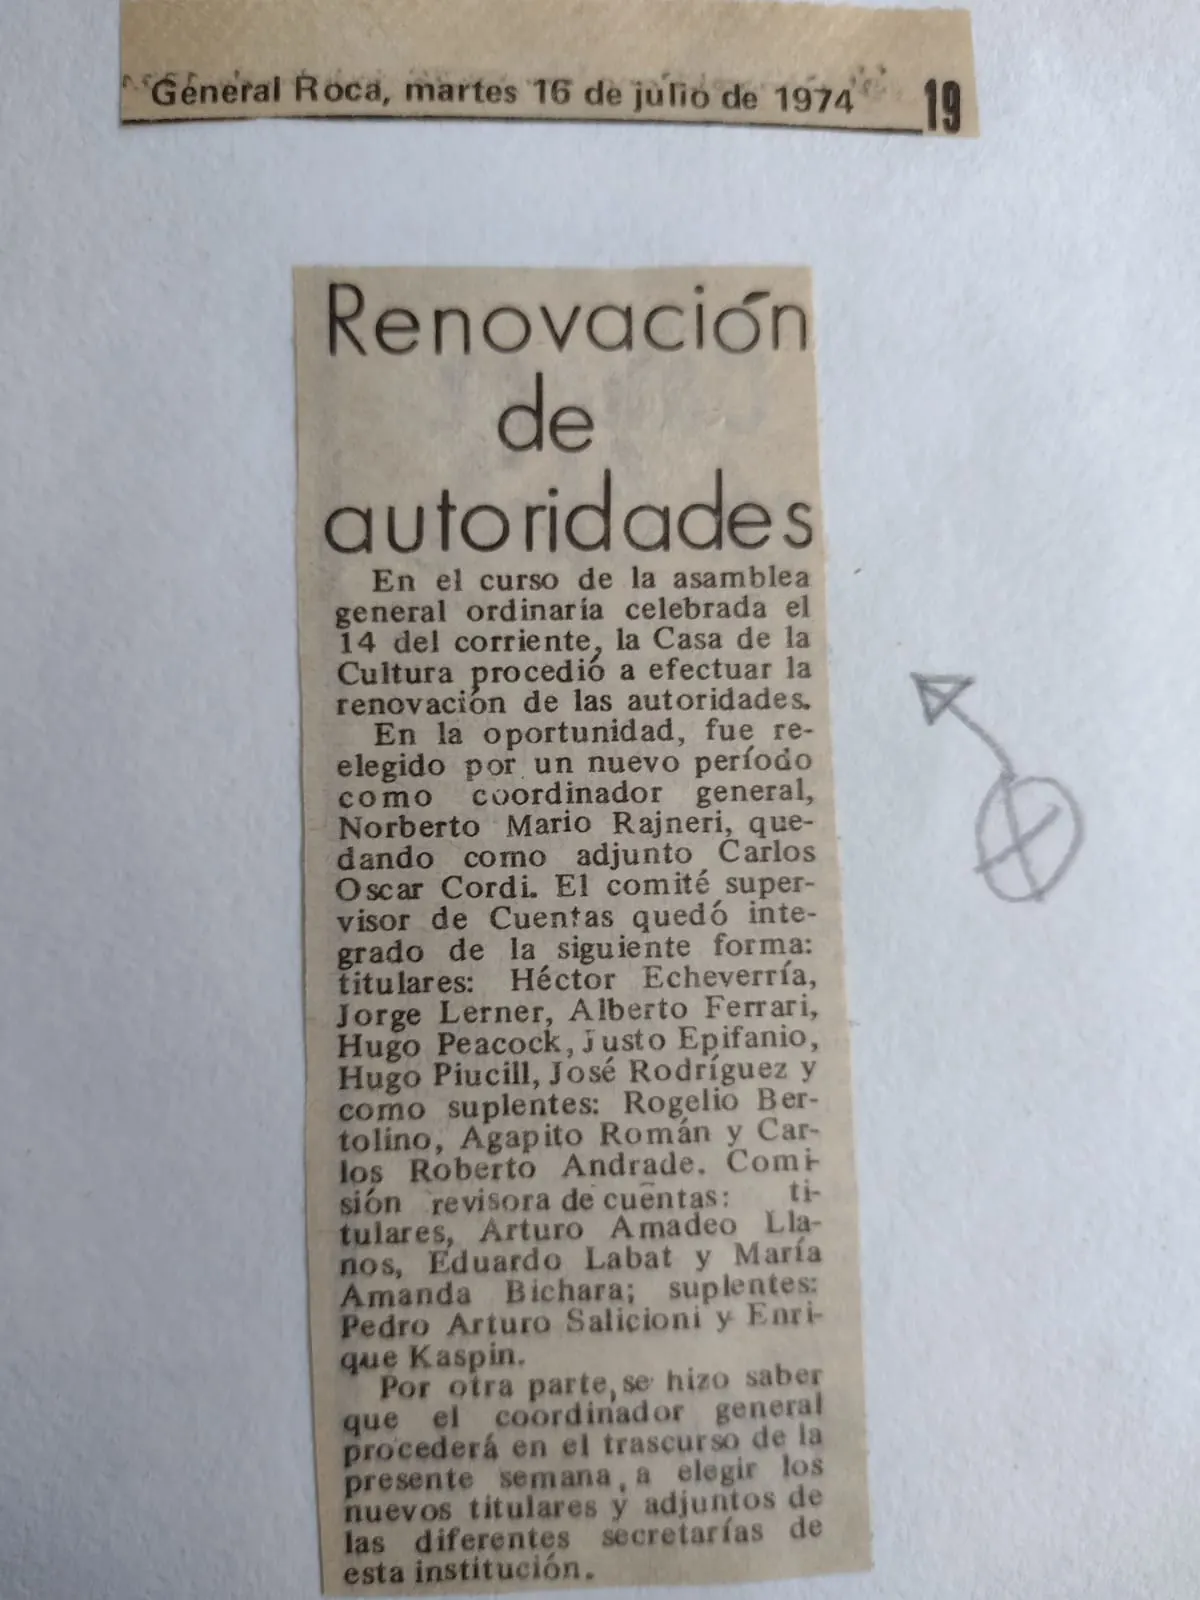 General Roca, martes 16 de julio de 1974 19
Renovación
de
autoridades
En el curso de la asamblea
general ordinaria celebrada el
14 del corriente, la Casa de la
Cultura procedió a efectuar la
renovación de las autoridades.
En la oportunidad, fue re-
elegido por un nuevo período
como coordinador general,
Norberto Mario Rajneri, que-
dando como adjunto Carlos
Oscar Cordi. El comité super-
visor de Cuentas quedó inte-
grado de la siguiente forma:
titulares: Héctor Echeverría,
Jorge Lerner, Alberto Ferrari,
Hugo Peacock, Justo Epifanio,
Hugo Piucill, José Rodríguez y
como suplentes: Rogelio Ber-
tolino, Agapito Román y Car-
los Roberto Andrade. Comi-
sión revisora de cuentas: ti-
tulares, Arturo Amadeo Lla-
nos, Eduardo Labat y María
Amanda Bichara; suplentes:
Pedro Arturo Salicioni y Enri-
que Kaspin.
Por otra parte, se hizo saber
que el coordinador general
procederá en el trascurso de la
presente semana, a elegir los
nuevos titulares y adjuntos de
las diferentes secretarías de
esta institución.